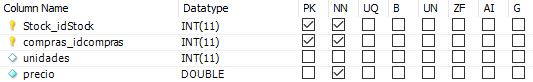 Column Name Datatype PK NN UQ B UN ZF AI G
Stock_idStock INT(11)
compras_idcompras INT(11)
unidades INT(11)
precio DOUBLE